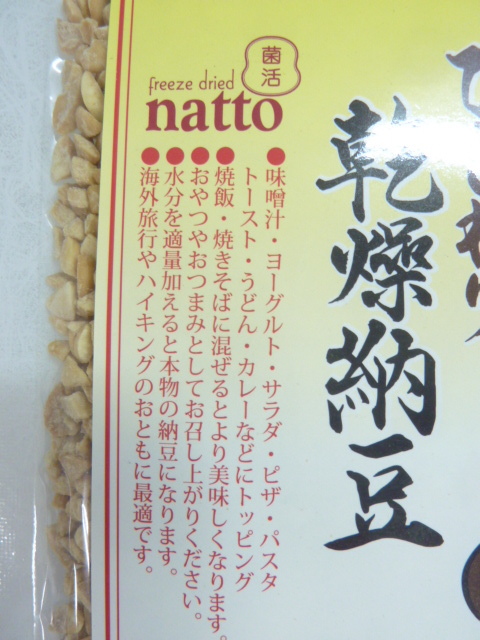 菌活
freeze dried
natto
乾燥納豆
●味噌汁・ヨーグルト・サラダ・ピザ・パスタ
トースト・うどん・カレーなどにトッピング
●焼飯・焼きそばに混ぜるとより美味しくなります。
●おやつやおつまみとしてお召し上がりください。
●水分を適量加えると本物の納豆になります。
●海外旅行やハイキングのおともに最適です。